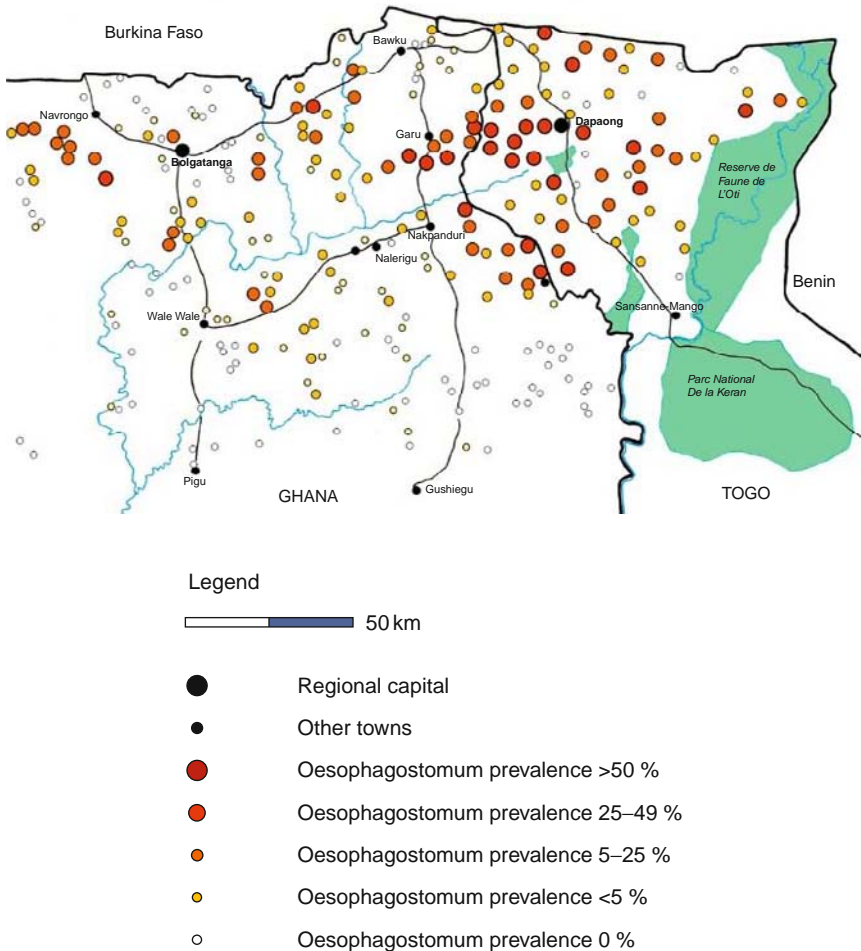 Burkina Faso
Bawku
Navrongo
Garu
Dapaong
Bolgatanga
Reserve de
Faune de
L'Oti
Nakpanduri
Nalerigu
Benin
Wale Wale
Sansanne-Mango
Parc National
De la Keran
Pigu
GHANA
Gushiegu
TOGO
Legend
50 km
Regional capital
Other towns
Oesophagostomum prevalence >50 %
Oesophagostomum prevalence 25–49 %
Oesophagostomum prevalence 5–25 %
Oesophagostomum prevalence <5 %
Oesophagostomum prevalence 0 %